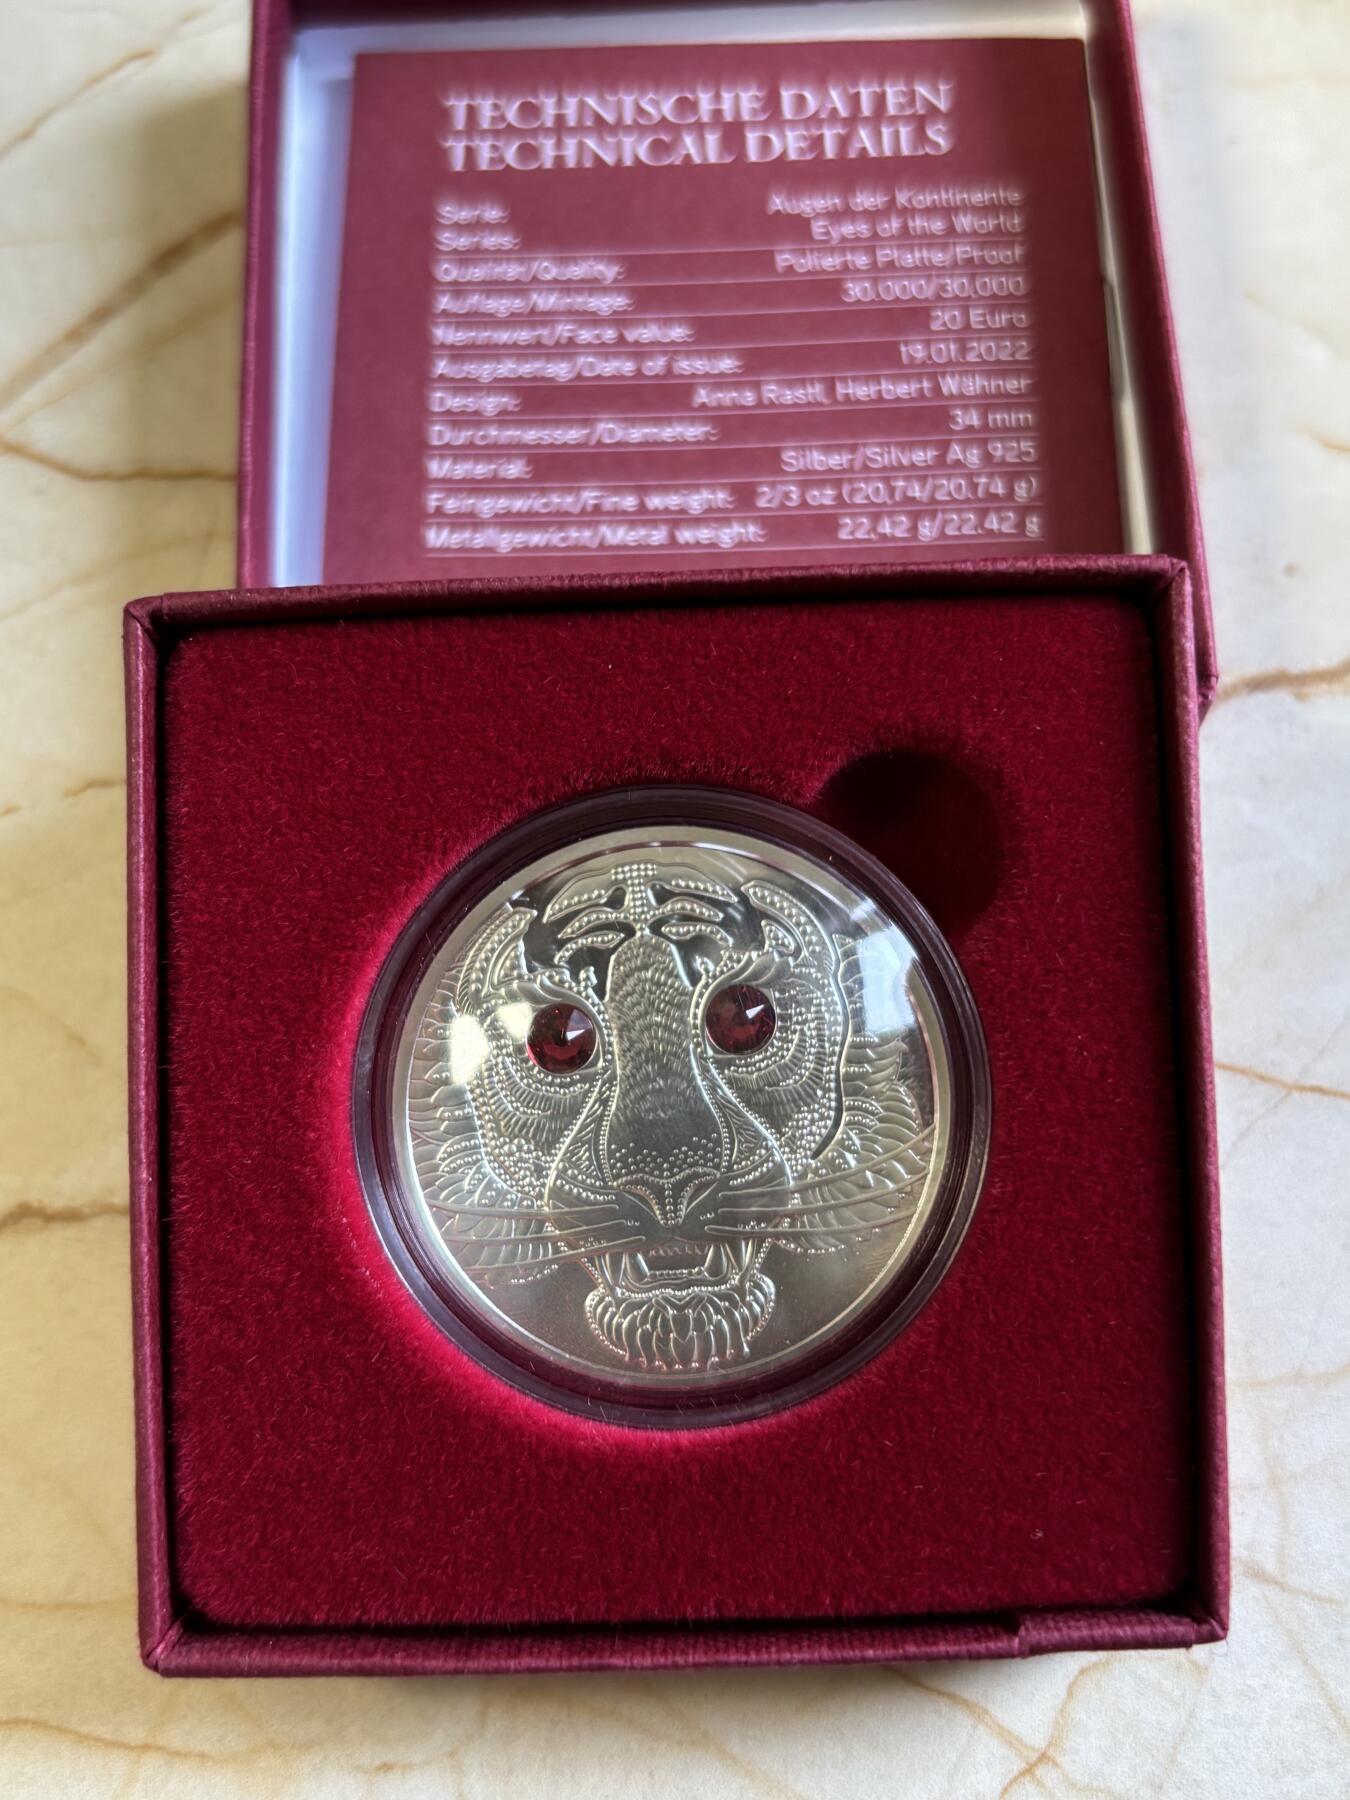 TECHNISCHE DATEN
TECHNICAL DETAILS
Serie: Augen der Kontinente
Series: Eyes of the World
Qualität/Quality: Polierte Platte/Proof
Auflage/Mintage: 30.000/30,000
Nennwert/Face value: 20 Euro
Ausgabetag/Date of issue: 19.01.2022
Design: Anna Rastl, Herbert Wähner
Durchmesser/Diameter: 34 mm
Material: Silber/Silver Ag 925
Feingewicht/Fine weight: 2/3 oz (20,74/20.74 g)
Metallgewicht/Metal weight: 22,42 g/22.42 g